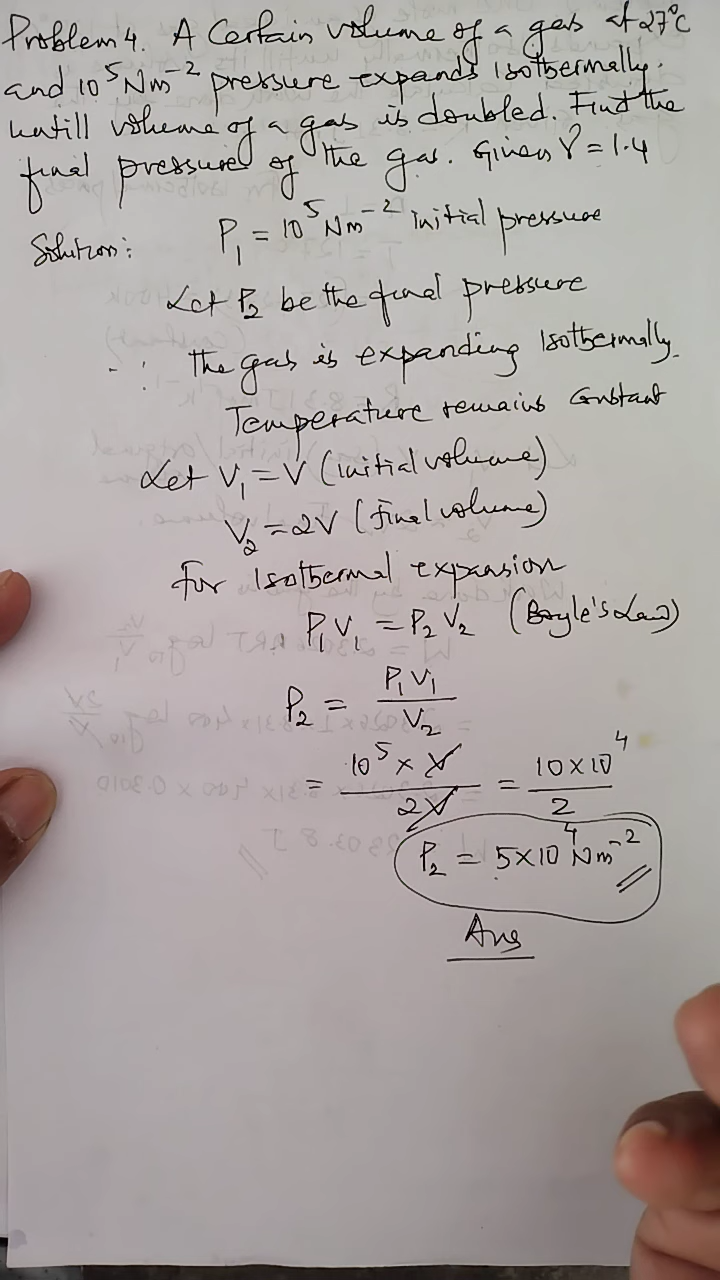 Problem 4. A Certain volume of a gas at 27°C
and 10⁵ Nm⁻² pressure expands isothermally.
untill volume of a gas is doubled. Find the
final pressure of the gas. Given γ = 1.4
Solution: P₁ = 10⁵ Nm⁻² initial pressure
Let P₂ be the final pressure
∴ the gas is expanding Isothermally.
Temperature remains Constant
Let V₁ = V (initial volume)
V₂ = 2V (final volume)
For Isothermal expansion
P₁V₁ = P₂V₂ (Boyle's Law)
P₂ = P₁V₁ / V₂
= 10⁵ × V / 2V = 10×10⁴ / 2
P₂ = 5×10⁴ Nm⁻²
Ans